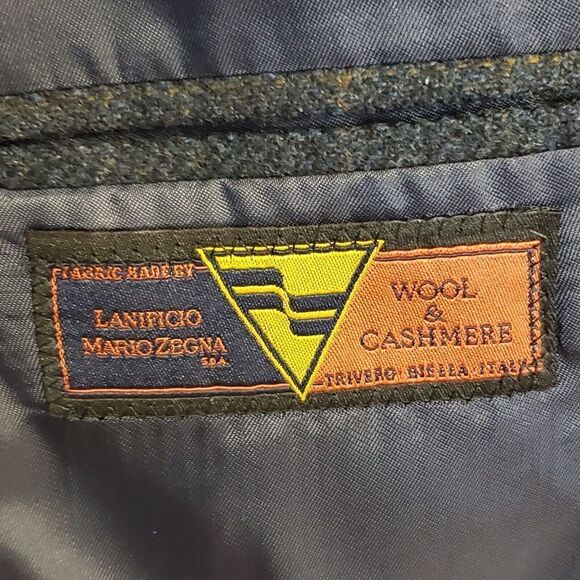 FABRIC MADE BY
LANIFICIO
MARIO ZEGNA
S.P.A.
WOOL
&
CASHMERE
TRIVERO BIELLA ITALY